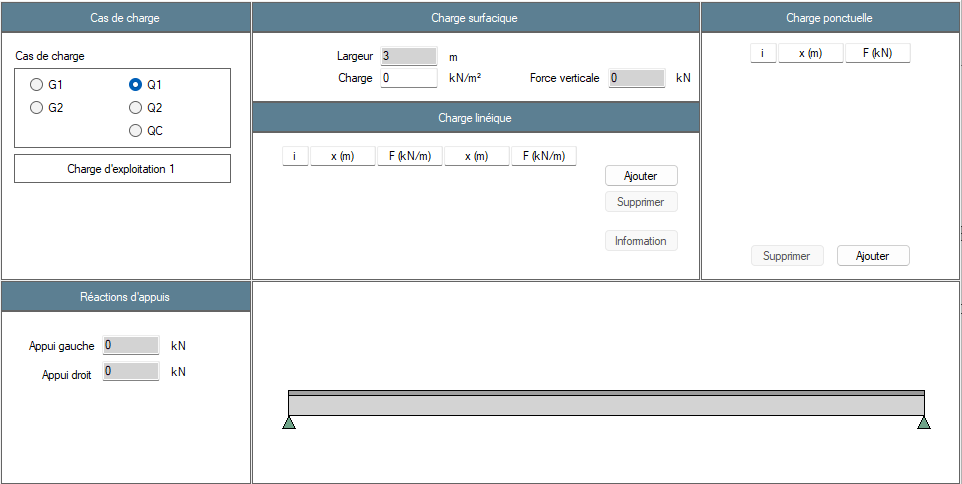 Cas de charge
Cas de charge
G1
Q1
G2
Q2
QC
Charge d'exploitation 1
Charge surfacique
Largeur 3 m
Charge 0 kN/m² Force verticale 0 kN
Charge linéique
i x (m) F (kN/m) x (m) F (kN/m)
Ajouter
Supprimer
Information
Charge ponctuelle
i x (m) F (kN)
Supprimer Ajouter
Réactions d'appuis
Appui gauche 0 kN
Appui droit 0 kN